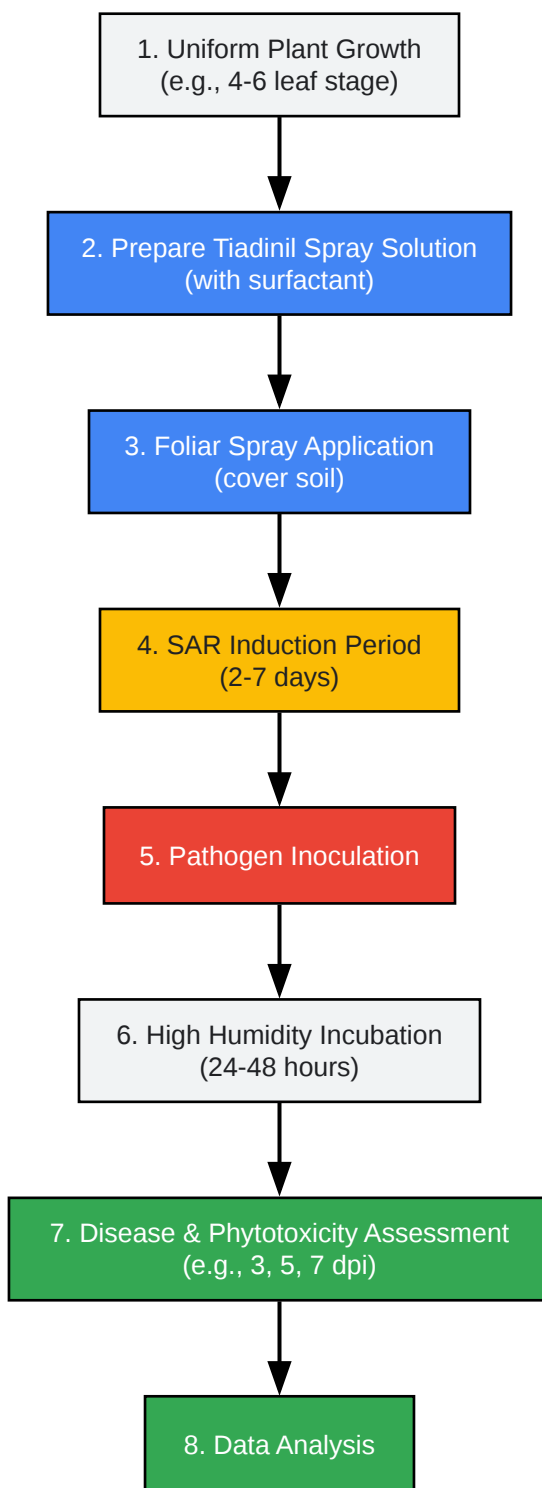 1. Uniform Plant Growth
(e.g., 4-6 leaf stage)
2. Prepare Tiadinil Spray Solution
(with surfactant)
3. Foliar Spray Application
(cover soil)
4. SAR Induction Period
(2-7 days)
5. Pathogen Inoculation
6. High Humidity Incubation
(24-48 hours)
7. Disease & Phytotoxicity Assessment
(e.g., 3, 5, 7 dpi)
8. Data Analysis